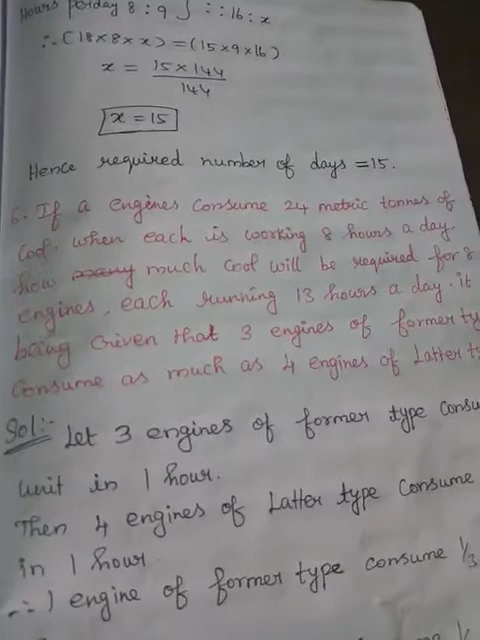 Hours per day 8 : 9 } :: 16 : x
∴ (18 × 8 × x) = (15 × 9 × 16)
x = 15 × 144
144
x = 15
Hence required number of days = 15.
6. If a engines consume 24 metric tonnes of
coal, when each is working 8 hours a day.
how many much coal will be required for 8
engines, each running 13 hours a day. it
being Given that 3 engines of former ty
consume as much as 4 engines of Latter t
Sol:- Let 3 engines of former type consu
unit in 1 hour.
Then 4 engines of Latter type consume
in 1 hour.
∴ 1 engine of former type consume 1/3